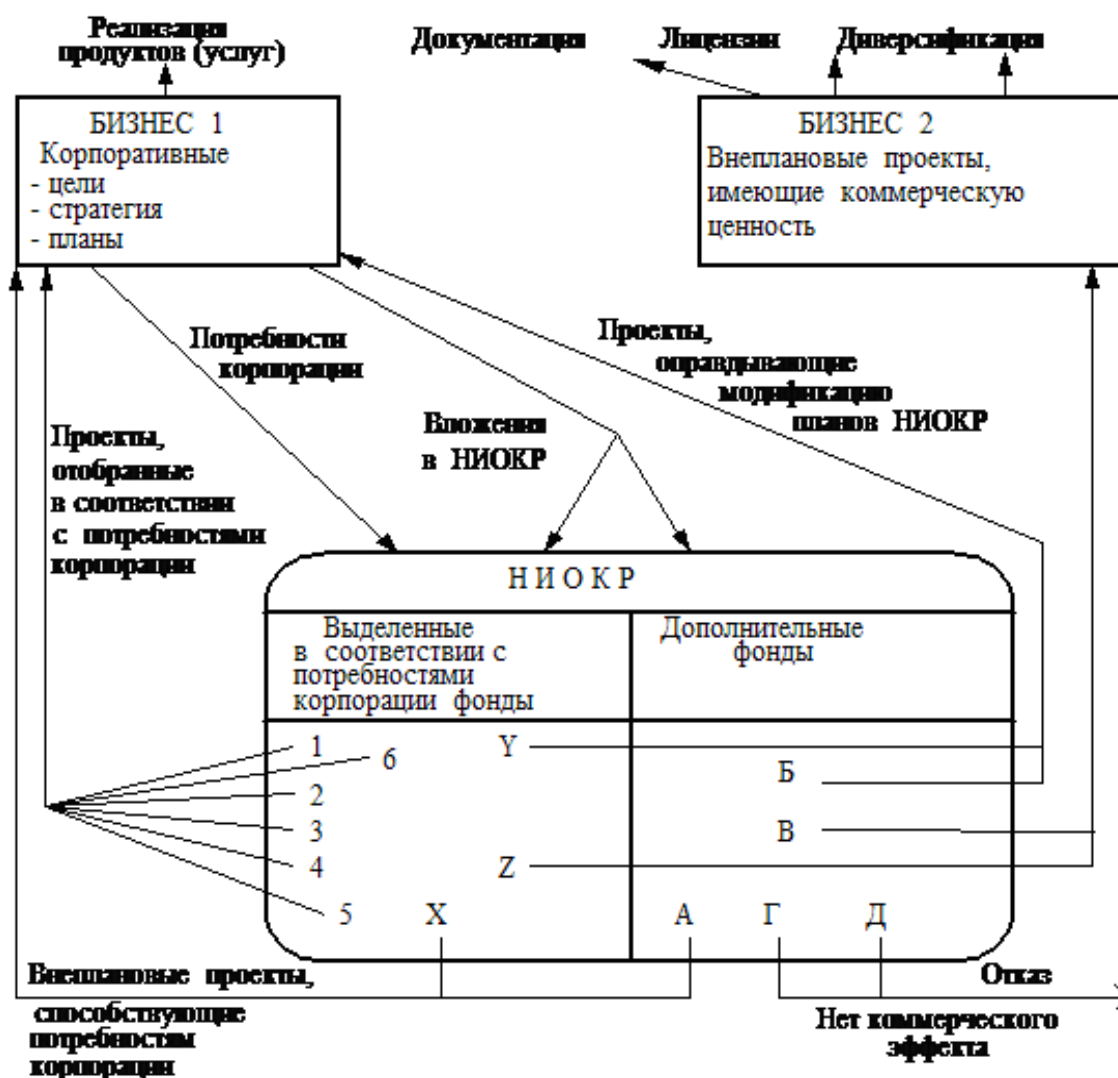 Реализация
продуктов (услуг)
Документация
Лицензии
Диверсификация
БИЗНЕС 1
Корпоративные
- цели
- стратегия
- планы
БИЗНЕС 2
Внеплановые проекты,
имеющие коммерческую
ценность
Потребности
корпорации
Проекты,
оправдывающие
модификацию
планов НИОКР
Вложения
в НИОКР
Проекты,
отобранные
в соответствии
с потребностями
корпорации
НИОКР
Выделенные
в соответствии с
потребностями
корпорации фонды
Дополнительные
фонды
1
6
Y
Б
2
3
В
4
Z
5
X
А
Г
Д
Внеплановые проекты,
способствующие
потребностям
корпорации
Отказ
Нет коммерческого
эффекта